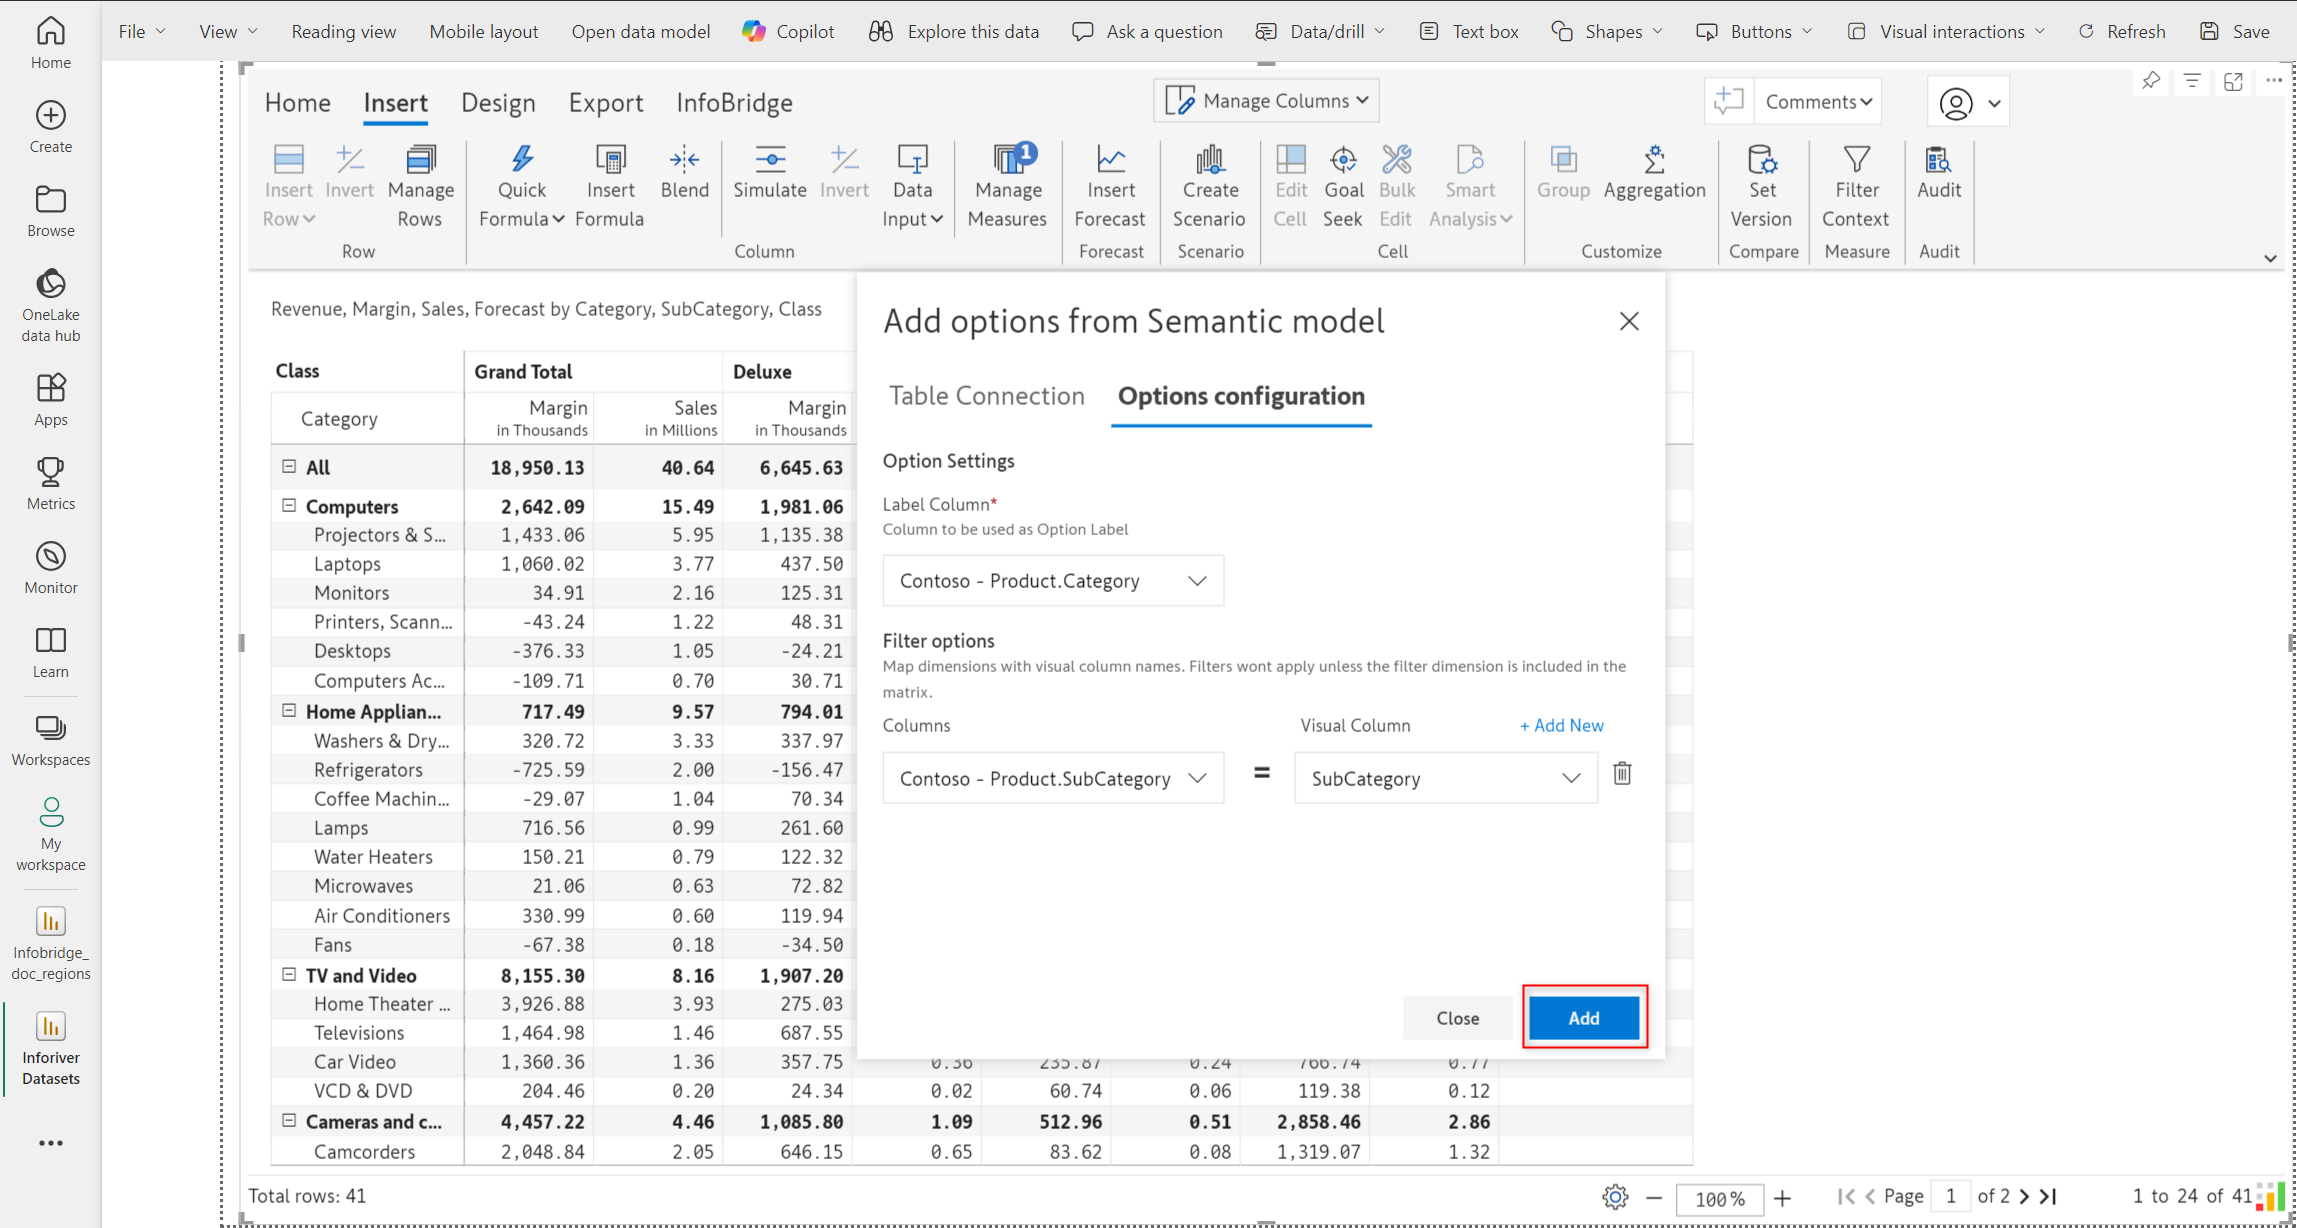 File View Reading view Mobile layout Open data model Copilot Explore this data Ask a question Data/drill Text box Shapes Buttons Visual interactions Refresh Save
Home
Create
Browse
OneLake
data hub
Apps
Metrics
Monitor
Learn
Workspaces
My
workspace
Infobridge_
doc_regions
Inforiver
Datasets
Home Insert Design Export InfoBridge Manage Columns Comments
Insert Row Invert Manage Rows
Row
Quick Formula Insert Formula Blend Simulate Invert Data Input
Column
1
Manage Measures
Insert Forecast
Forecast
Create Scenario
Scenario
Edit Cell Goal Seek Bulk Edit Smart Analysis
Cell
Group Aggregation
Customize
Set Version
Compare
Filter Context
Measure
Audit
Audit
Revenue, Margin, Sales, Forecast by Category, SubCategory, Class
Class Grand Total Deluxe
Category Margin Sales Margin
in Thousands in Millions in Thousands
All 18,950.13 40.64 6,645.63
Computers 2,642.09 15.49 1,981.06
Projectors & S... 1,433.06 5.95 1,135.38
Laptops 1,060.02 3.77 437.50
Monitors 34.91 2.16 125.31
Printers, Scann... -43.24 1.22 48.31
Desktops -376.33 1.05 -24.21
Computers Ac... -109.71 0.70 30.71
Home Applian... 717.49 9.57 794.01
Washers & Dry... 320.72 3.33 337.97
Refrigerators -725.59 2.00 -156.47
Coffee Machin... -29.07 1.04 70.34
Lamps 716.56 0.99 261.60
Water Heaters 150.21 0.79 122.32
Microwaves 21.06 0.63 72.82
Air Conditioners 330.99 0.60 119.94
Fans -67.38 0.18 -34.50
TV and Video 8,155.30 8.16 1,907.20
Home Theater ... 3,926.88 3.93 275.03
Televisions 1,464.98 1.46 687.55
Car Video 1,360.36 1.36 357.75 0.36 235.87 0.24 766.74 0.77
VCD & DVD 204.46 0.20 24.34 0.02 60.74 0.06 119.38 0.12
Cameras and c... 4,457.22 4.46 1,085.80 1.09 512.96 0.51 2,858.46 2.86
Camcorders 2,048.84 2.05 646.15 0.65 83.62 0.08 1,319.07 1.32
Add options from Semantic model
Table Connection Options configuration
Option Settings
Label Column*
Column to be used as Option Label
Contoso - Product.Category
Filter options
Map dimensions with visual column names. Filters wont apply unless the filter dimension is included in the
matrix.
Columns Visual Column + Add New
Contoso - Product.SubCategory = SubCategory
Close Add
Total rows: 41 100% Page 1 of 2 1 to 24 of 41